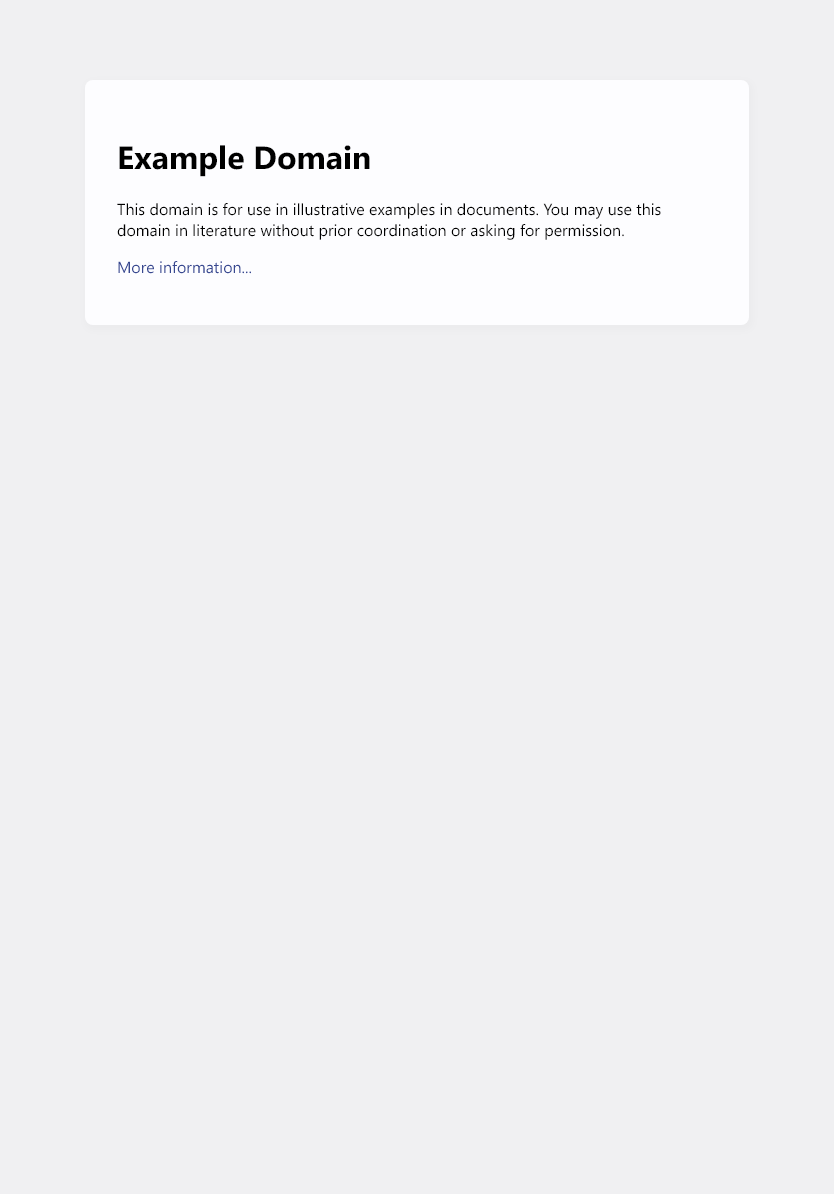 Example Domain
This domain is for use in illustrative examples in documents. You may use this
domain in literature without prior coordination or asking for permission.
More information...